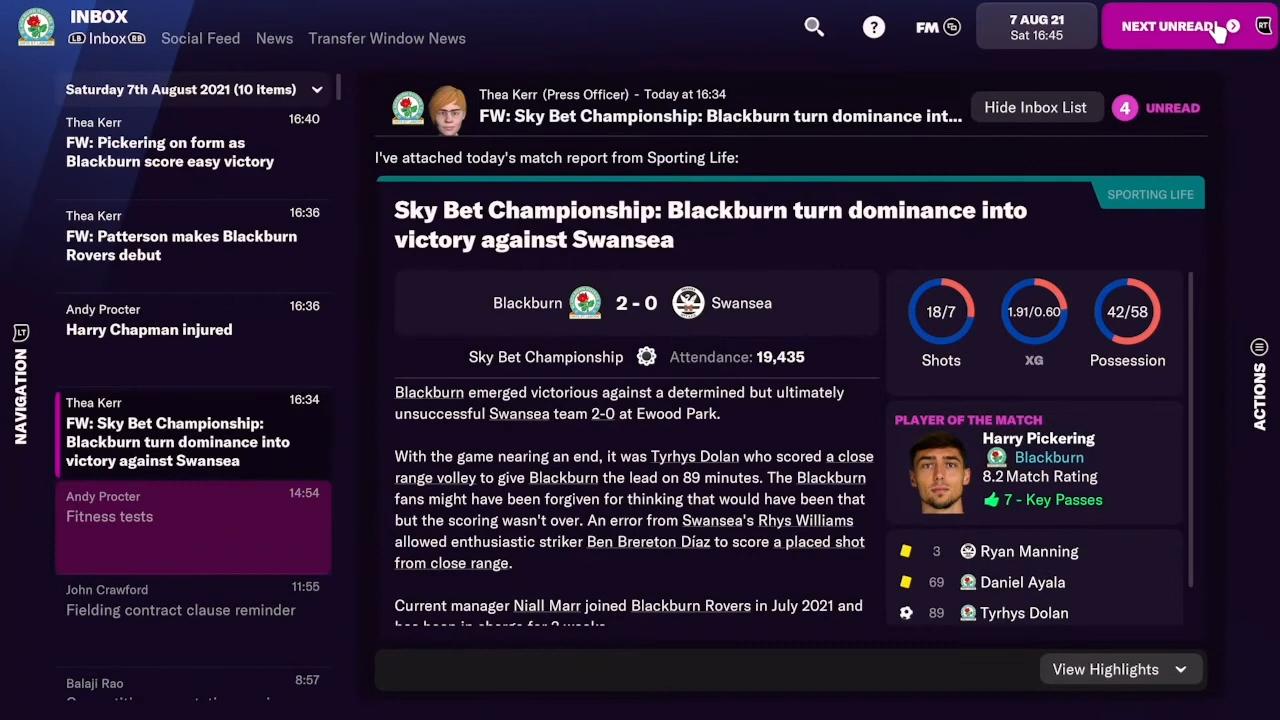 INBOX
LB Inbox RB
Social Feed
News
Transfer Window News
FM
7 AUG 21
Sat 16:45
NEXT UNREAD
RT
Saturday 7th August 2021 (10 items)
Thea Kerr 16:40
FW: Pickering on form as
Blackburn score easy victory
Thea Kerr 16:36
FW: Patterson makes Blackburn
Rovers debut
Andy Procter 16:36
Harry Chapman injured
Thea Kerr 16:34
FW: Sky Bet Championship:
Blackburn turn dominance into
victory against Swansea
Andy Procter 14:54
Fitness tests
John Crawford 11:55
Fielding contract clause reminder
Balaji Rao 8:57
LT
NAVIGATION
Thea Kerr (Press Officer) - Today at 16:34
FW: Sky Bet Championship: Blackburn turn dominance int...
Hide Inbox List
4 UNREAD
I've attached today's match report from Sporting Life:
SPORTING LIFE
Sky Bet Championship: Blackburn turn dominance into
victory against Swansea
Blackburn 2 - 0 Swansea
Sky Bet Championship Attendance: 19,435
Blackburn emerged victorious against a determined but ultimately
unsuccessful Swansea team 2-0 at Ewood Park.
With the game nearing an end, it was Tyrhys Dolan who scored a close
range volley to give Blackburn the lead on 89 minutes. The Blackburn
fans might have been forgiven for thinking that would have been that
but the scoring wasn't over. An error from Swansea's Rhys Williams
allowed enthusiastic striker Ben Brereton Díaz to score a placed shot
from close range.
Current manager Niall Marr joined Blackburn Rovers in July 2021 and
has been in charge for 2 weeks.
18/7
Shots
1.91/0.60
XG
42/58
Possession
PLAYER OF THE MATCH
Harry Pickering
Blackburn
8.2 Match Rating
7 - Key Passes
3 Ryan Manning
69 Daniel Ayala
89 Tyrhys Dolan
View Highlights
ACTIONS